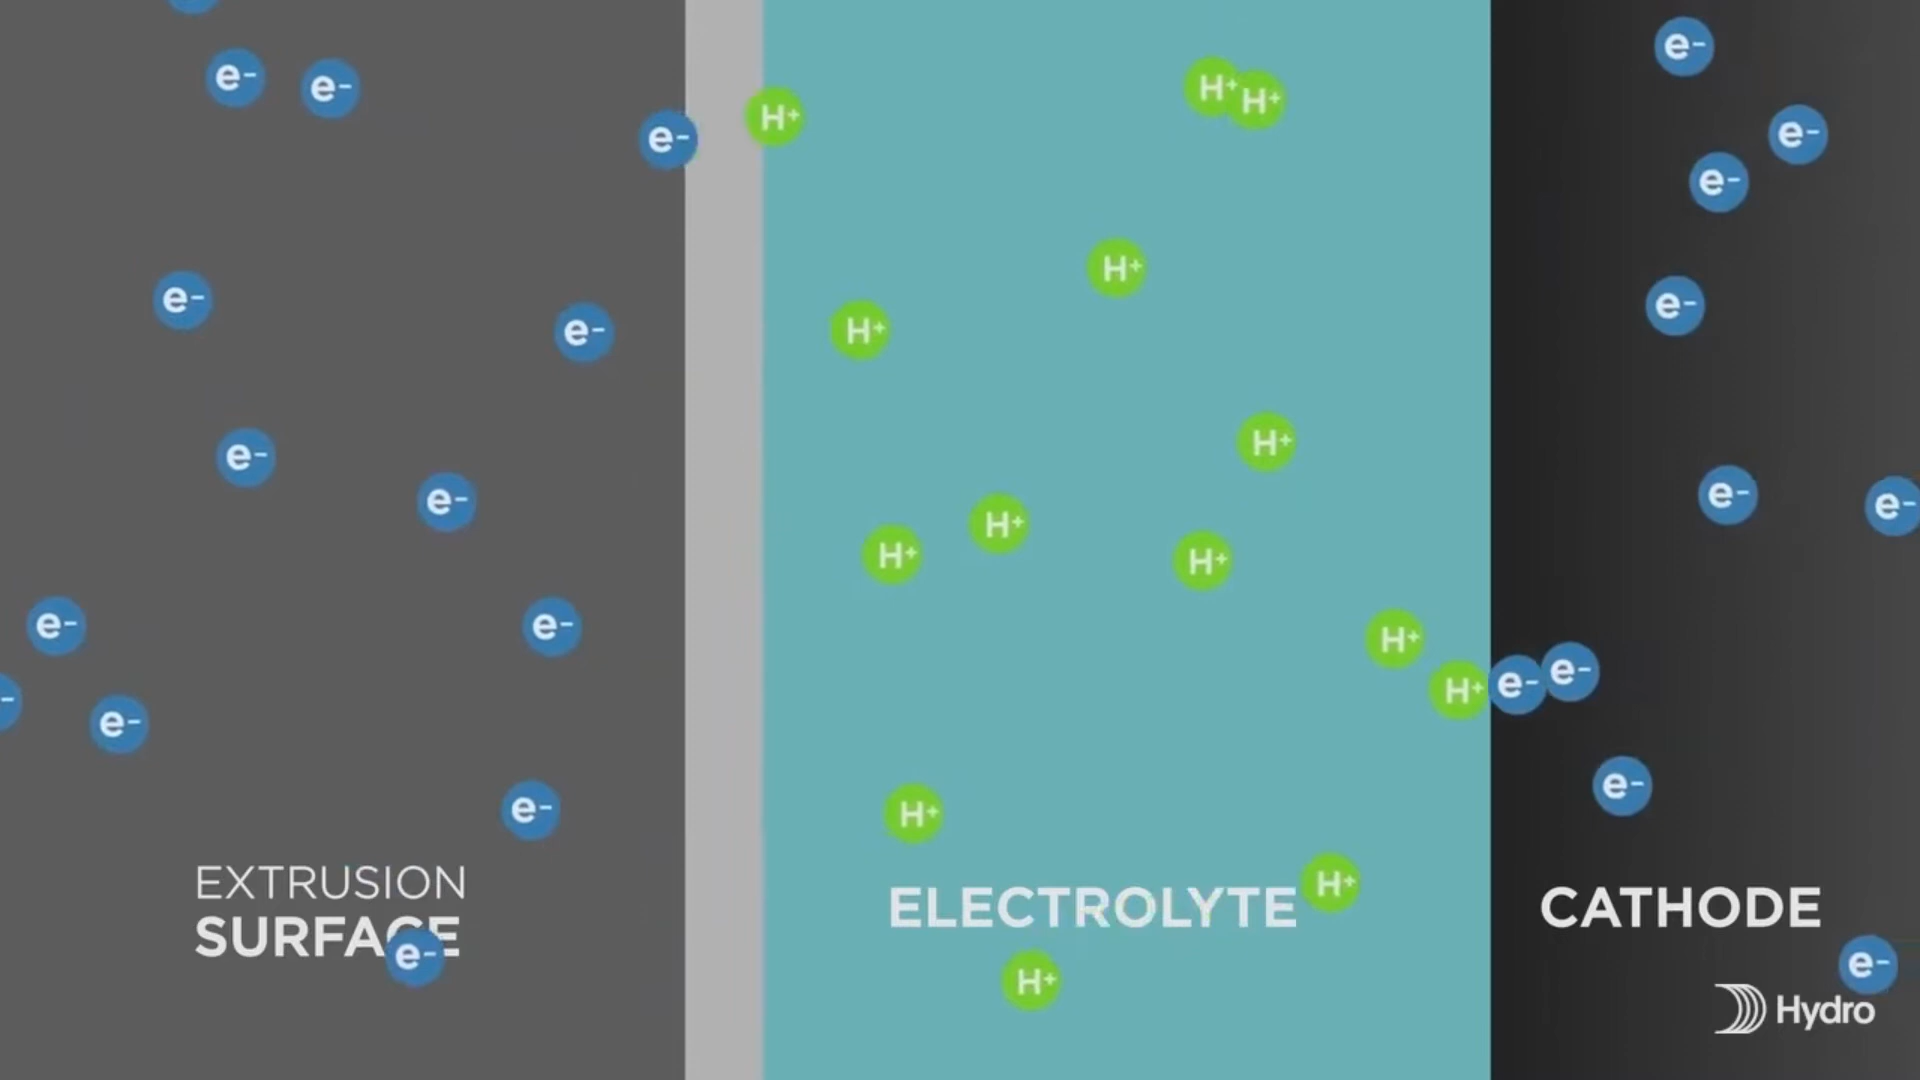 e−
e− e−
e− H+ H+ H+ e−
e−
H+ e−
e− e− H+ e−
e− e− H+
e− H+ H+ H+ e− e−
e− e− H+
− e− H+ e− e−
e− H+ e−
EXTRUSION H+
SURFACE ELECTROLYTE CATHODE
e− H+ e−
Hydro